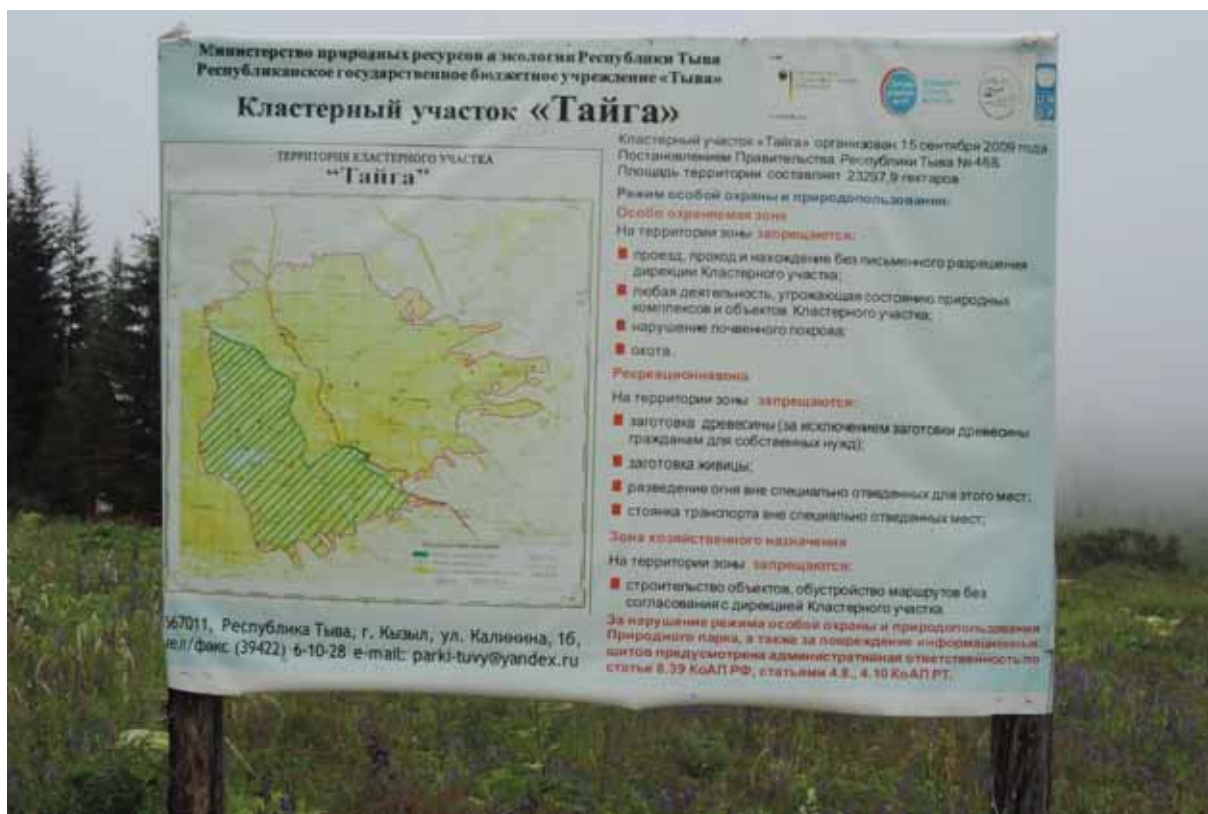 Министерство природных ресурсов и экологии Республики Тыва
Республиканское государственное бюджетное учреждение «Тыва»
Кластерный участок «Тайга»
ТЕРРИТОРИЯ КЛАСТЕРНОГО УЧАСТКА
“Тайга”
567011, Республика Тыва, г. Кызыл, ул. Калинина, 1б,
тел/факс (39422) 6-10-28 e-mail: parki-tuvy@yandex.ru
Кластерный участок «Тайга» организован 15 сентября 2009 года
Постановлением Правительства Республики Тыва № 468.
Площадь территории составляет 23297,9 гектаров
Режим особой охраны и природопользования:
Особо охраняемая зона
На территории зоны запрещаются:
проезд, проход и нахождение без письменного разрешения
дирекции Кластерного участка;
любая деятельность, угрожающая состоянию природных
комплексов и объектов Кластерного участка;
нарушение почвенного покрова;
охота.
Рекреационная зона
На территории зоны запрещаются:
заготовка древесины (за исключением заготовки древесины
гражданам для собственных нужд);
заготовка живицы;
разведение огня вне специально отведенных для этого мест;
стоянка транспорта вне специально отведенных мест;
Зона хозяйственного назначения
На территории зоны запрещаются:
строительство объектов, обустройство маршрутов без
согласования с дирекцией Кластерного участка.
За нарушение режима особой охраны и природопользования
Природного парка, а также за повреждение информационных
щитов предусмотрена административная ответственность по
статье 8.39 КоАП РФ, статьями 4.8., 4.10 КоАП РТ.